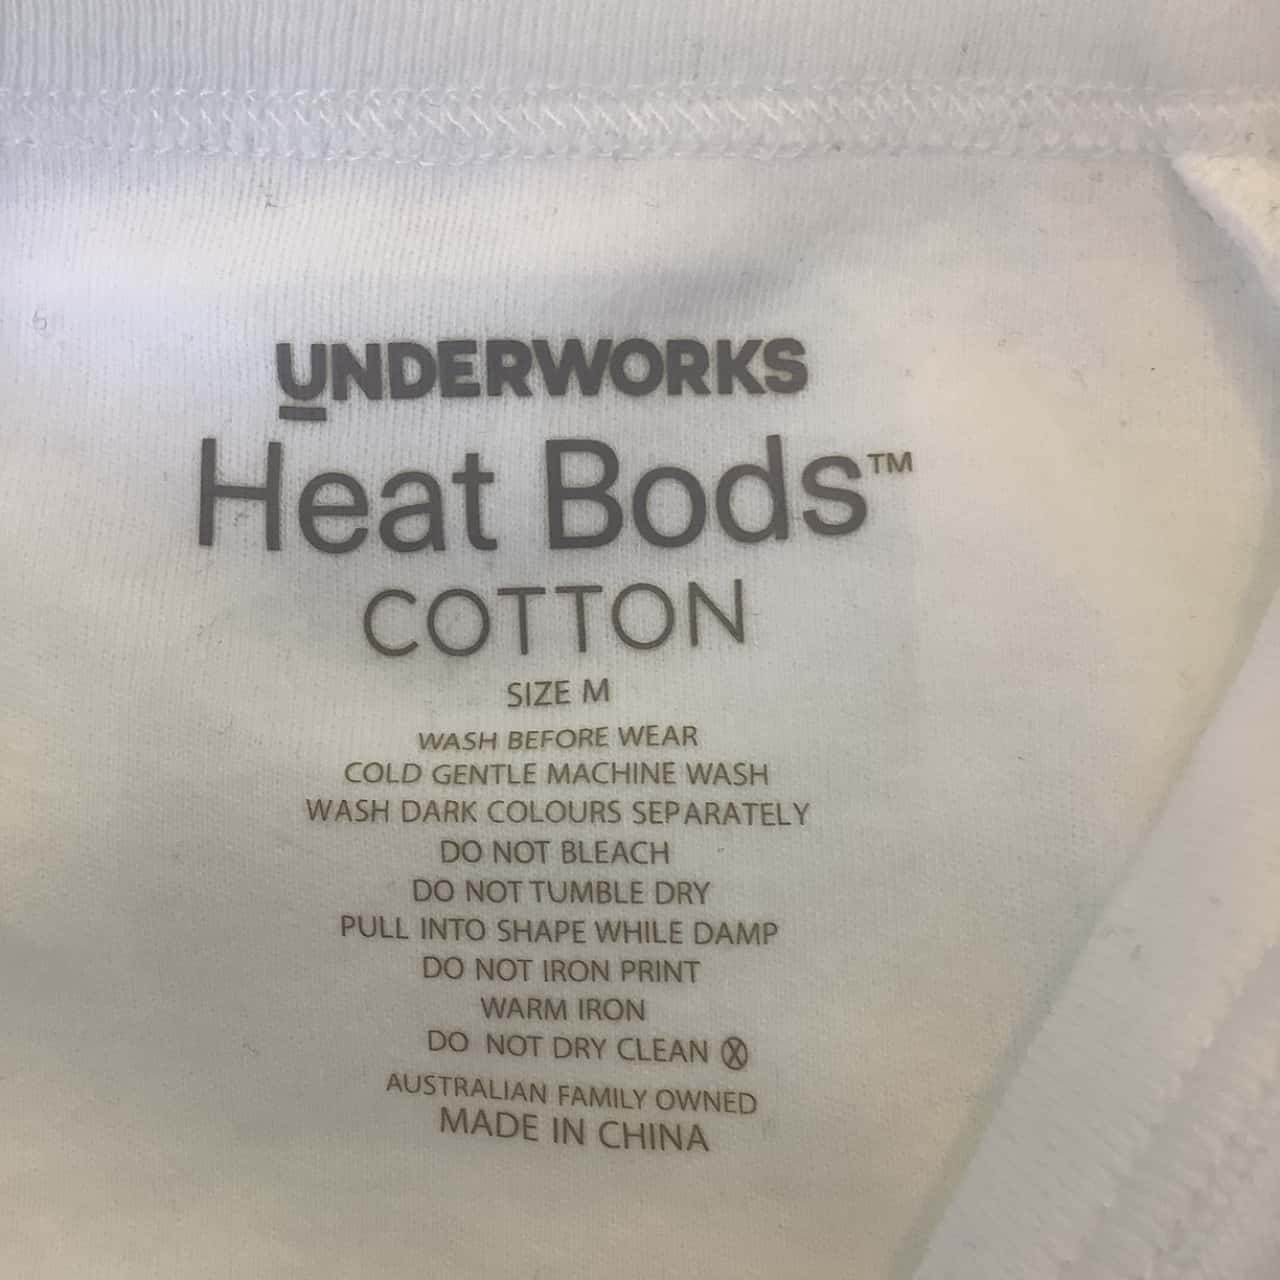 UNDERWORKS
Heat Bods™
COTTON
SIZE M
WASH BEFORE WEAR
COLD GENTLE MACHINE WASH
WASH DARK COLOURS SEPARATELY
DO NOT BLEACH
DO NOT TUMBLE DRY
PULL INTO SHAPE WHILE DAMP
DO NOT IRON PRINT
WARM IRON
DO NOT DRY CLEAN
AUSTRALIAN FAMILY OWNED
MADE IN CHINA